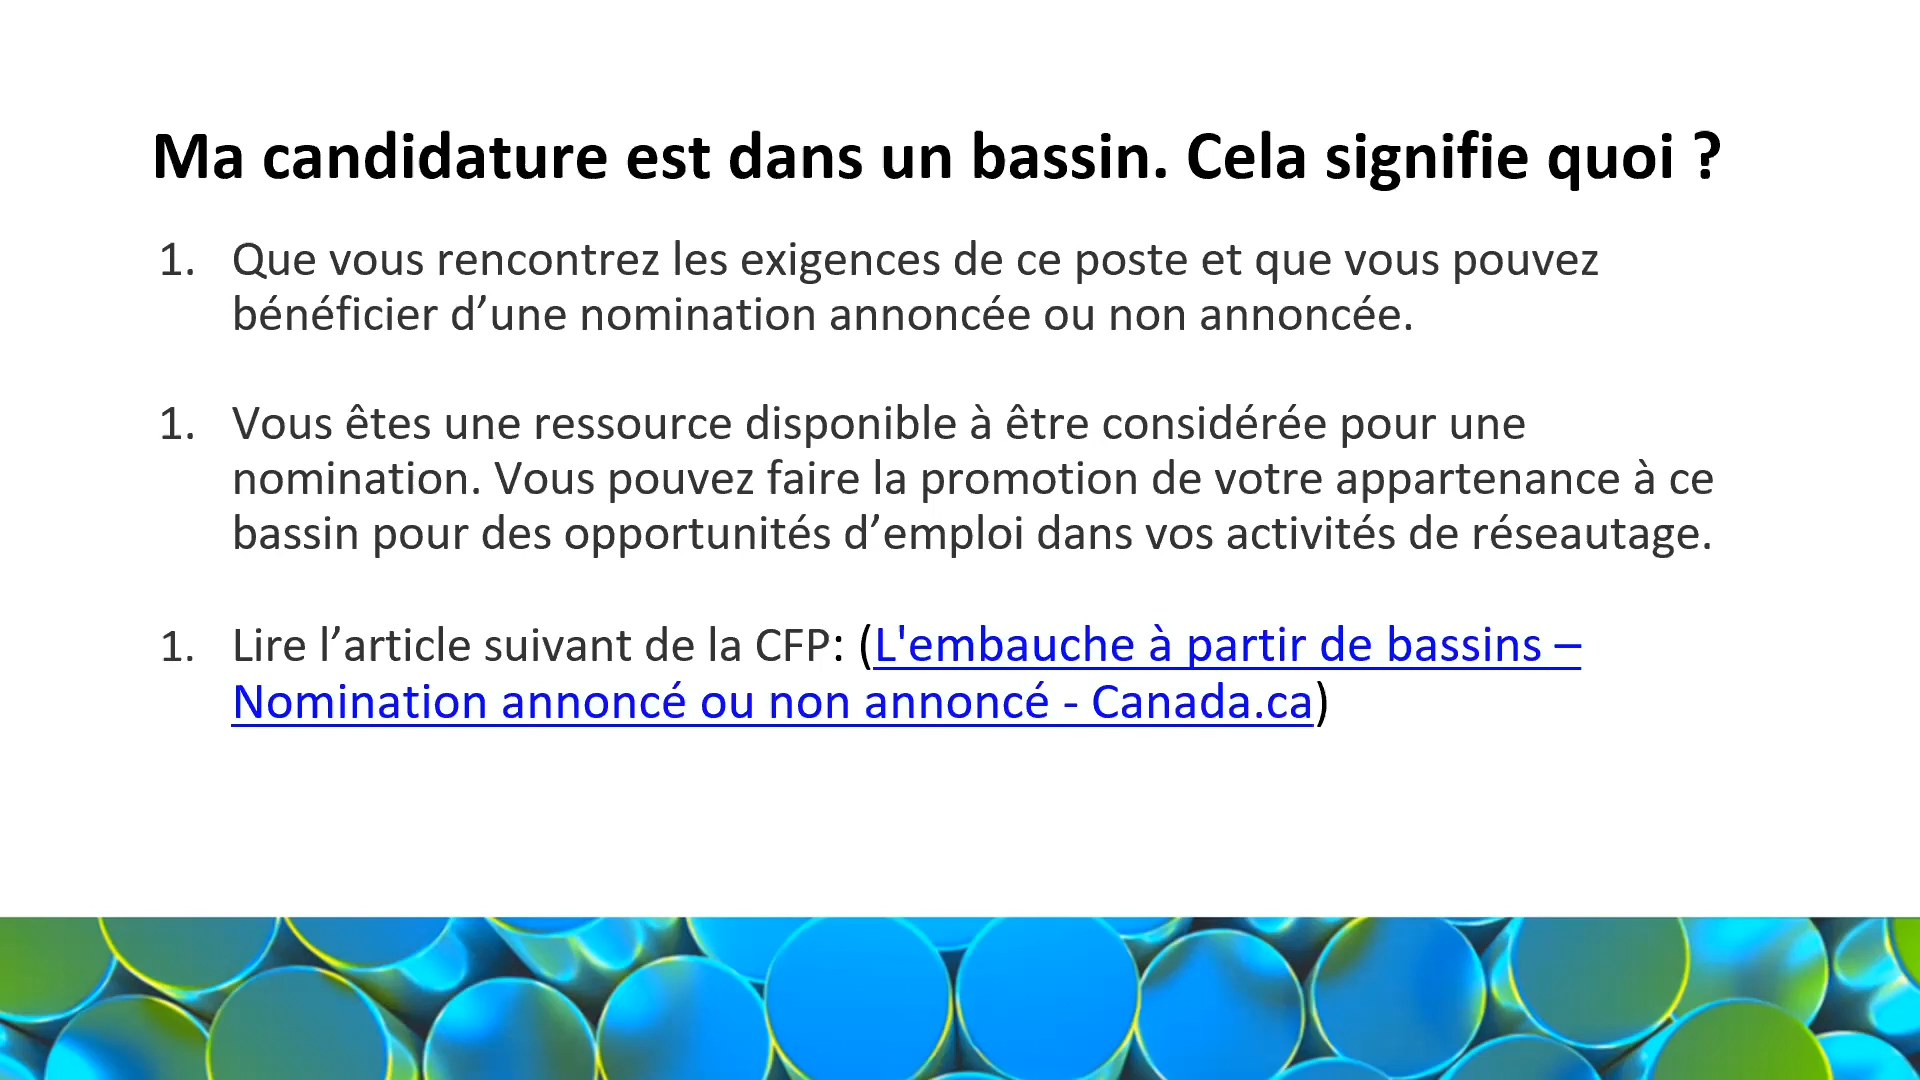 Ma candidature est dans un bassin. Cela signifie quoi ?
1. Que vous rencontrez les exigences de ce poste et que vous pouvez
bénéficier d’une nomination annoncée ou non annoncée.
1. Vous êtes une ressource disponible à être considérée pour une
nomination. Vous pouvez faire la promotion de votre appartenance à ce
bassin pour des opportunités d’emploi dans vos activités de réseautage.
1. Lire l’article suivant de la CFP: (L'embauche à partir de bassins –
Nomination annoncé ou non annoncé - Canada.ca)